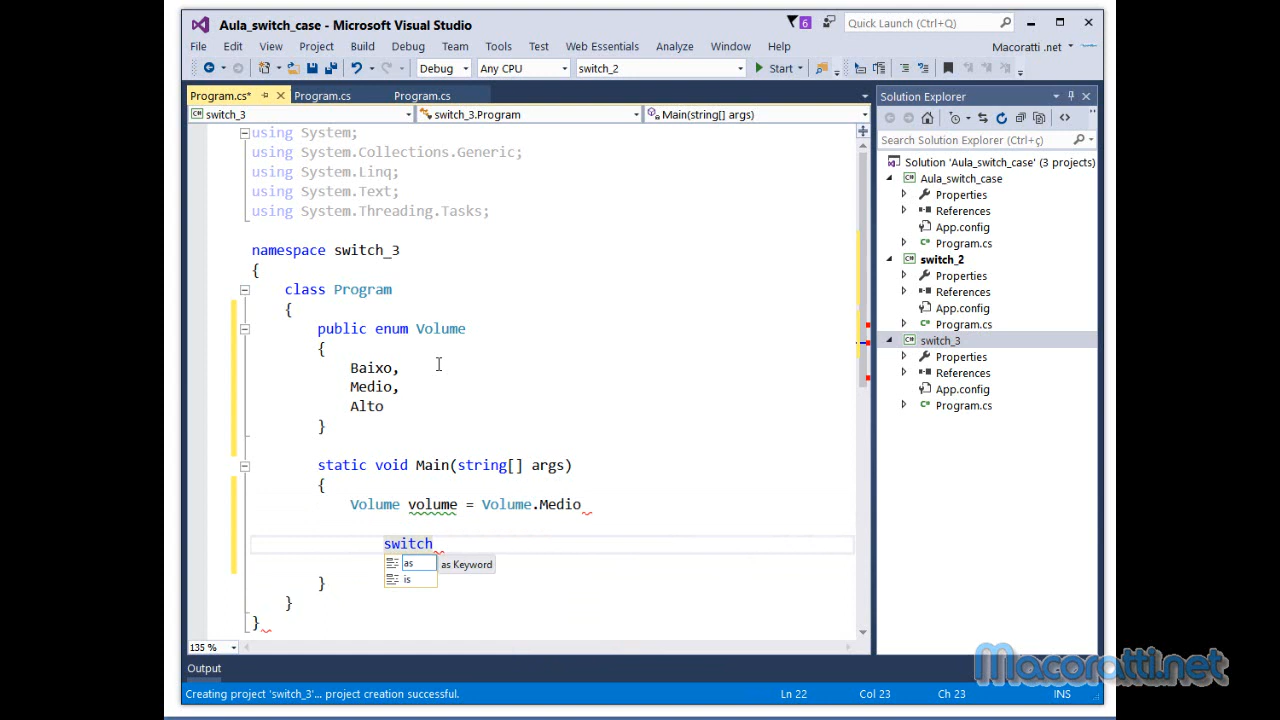 Aula_switch_case - Microsoft Visual Studio
6
Quick Launch (Ctrl+Q)
File Edit View Project Build Debug Team Tools Test Web Essentials Analyze Window Help
Macoratti .net
Debug Any CPU Start switch_2
Program.cs* Program.cs Program.cs
switch_3 switch_3.Program Main(string[] args)
using System;
using System.Collections.Generic;
using System.Linq;
using System.Text;
using System.Threading.Tasks;
namespace switch_3
{
class Program
{
public enum Volume
{
Baixo,
Medio,
Alto
}
static void Main(string[] args)
{
Volume volume = Volume.Medio
switch
as as Keyword
is
}
}
}
135 %
Solution Explorer
Search Solution Explorer (Ctrl+ç)
Solution 'Aula_switch_case' (3 projects)
Aula_switch_case
Properties
References
App.config
Program.cs
switch_2
Properties
References
App.config
Program.cs
switch_3
Properties
References
App.config
Program.cs
Output
Creating project 'switch_3'... project creation successful. Ln 22 Col 23 Ch 23 INS
Macoratti.net